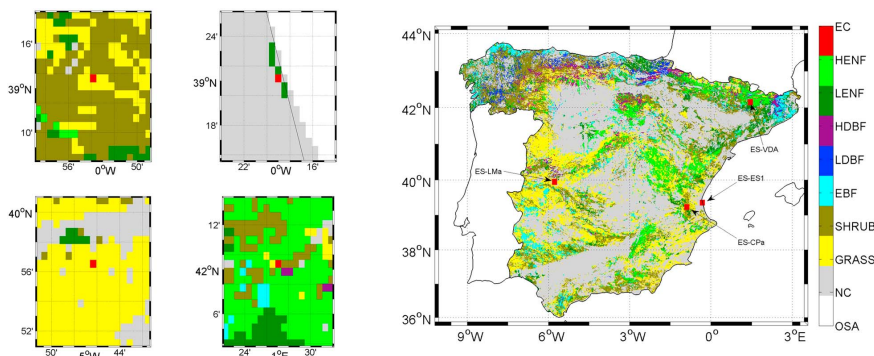 24'
16'
39°N
39°N
10'
18'
56'
0°W
50'
22'
0°W
16'
40°N
12'
56'
42°N
52'
6'
50'
5°W
44'
24'
4°E
30'
44°N
42°N
40°N
38°N
36°N
9°W
6°W
3°W
0°
3°E
ES-VDA
ES-LMa
ES-ES1
ES-CPa
EC
HENF
LENF
HDBF
LDBF
EBF
SHRUB
GRASS
NC
OSA